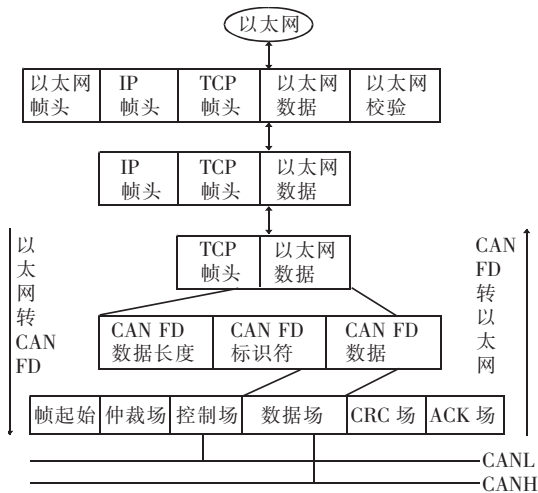 以太网
以太网 IP TCP 以太网 以太网
帧头 帧头 帧头 数据 校验
IP TCP 以太网
帧头 帧头 数据
TCP 以太网
帧头 数据
以
太
网
转
CAN
FD
CAN
FD
转
以
太
网
CAN FD CAN FD CAN FD
数据长度 标识符 数据
帧起始 仲裁场 控制场 数据场 CRC 场 ACK 场
CANL
CANH